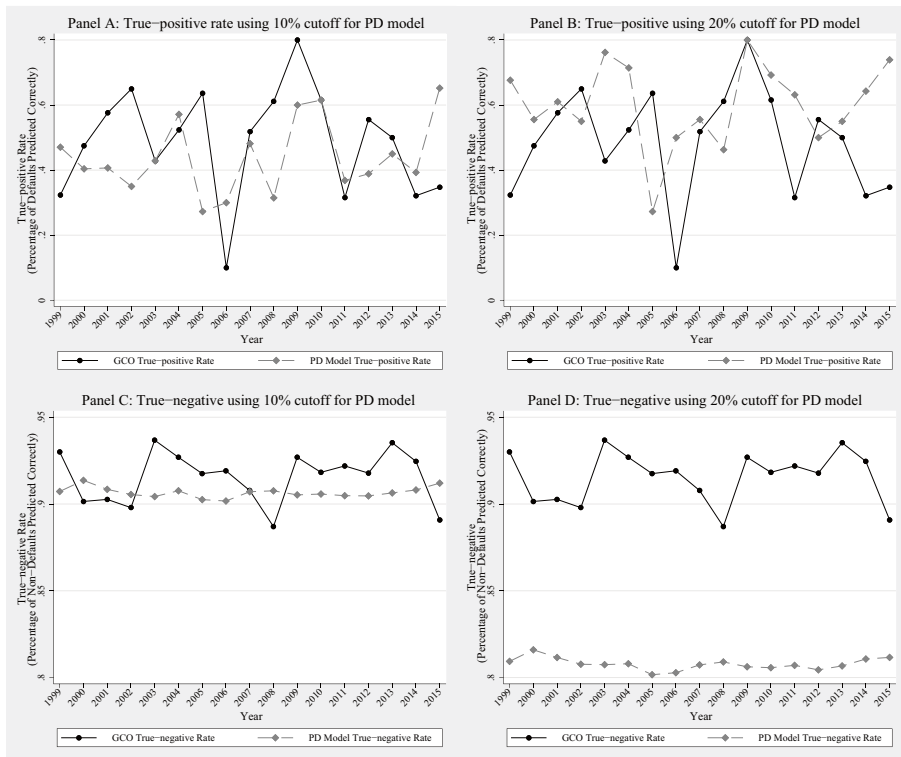 Panel A: True−positive rate using 10% cutoff for PD model
True−positive Rate
(Percentage of Defaults Predicted Correctly)
.8
.6
.4
.2
0
1999 2000 2001 2002 2003 2004 2005 2006 2007 2008 2009 2010 2011 2012 2013 2014 2015
Year
GCO True−positive Rate PD Model True−positive Rate
Panel B: True−positive using 20% cutoff for PD model
True−positive Rate
(Percentage of Defaults Predicted Correctly)
.8
.6
.4
.2
0
1999 2000 2001 2002 2003 2004 2005 2006 2007 2008 2009 2010 2011 2012 2013 2014 2015
Year
GCO True−positive Rate PD Model True−positive Rate
Panel C: True−negative using 10% cutoff for PD model
True−negative Rate
(Percentage of Non−Defaults Predicted Correctly)
.95
.9
.85
.8
1999 2000 2001 2002 2003 2004 2005 2006 2007 2008 2009 2010 2011 2012 2013 2014 2015
Year
GCO True−negative Rate PD Model True−negative Rate
Panel D: True−negative using 20% cutoff for PD model
True−negative Rate
(Percentage of Non−Defaults Predicted Correctly)
.95
.9
.85
.8
1999 2000 2001 2002 2003 2004 2005 2006 2007 2008 2009 2010 2011 2012 2013 2014 2015
Year
GCO True−negative Rate PD Model True−negative Rate